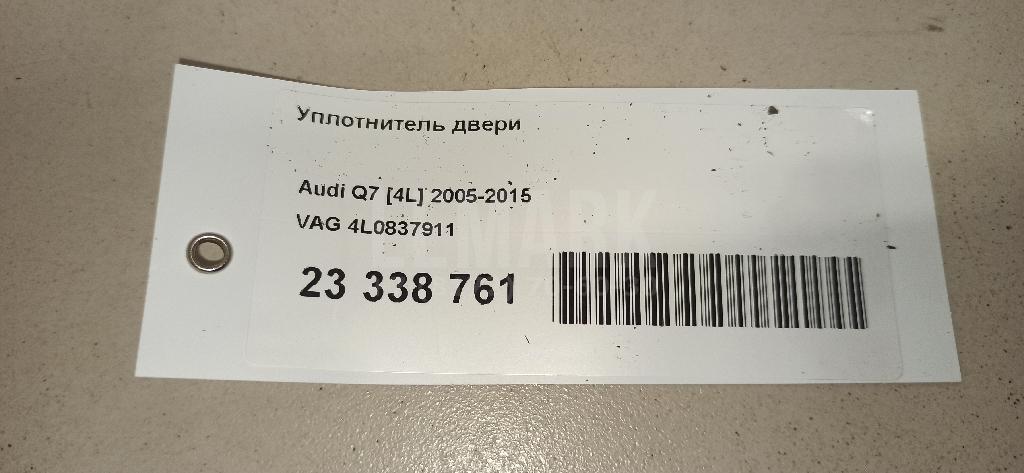 Уплотнитель двери
Audi Q7 [4L] 2005-2015
VAG 4L0837911
23 338 761